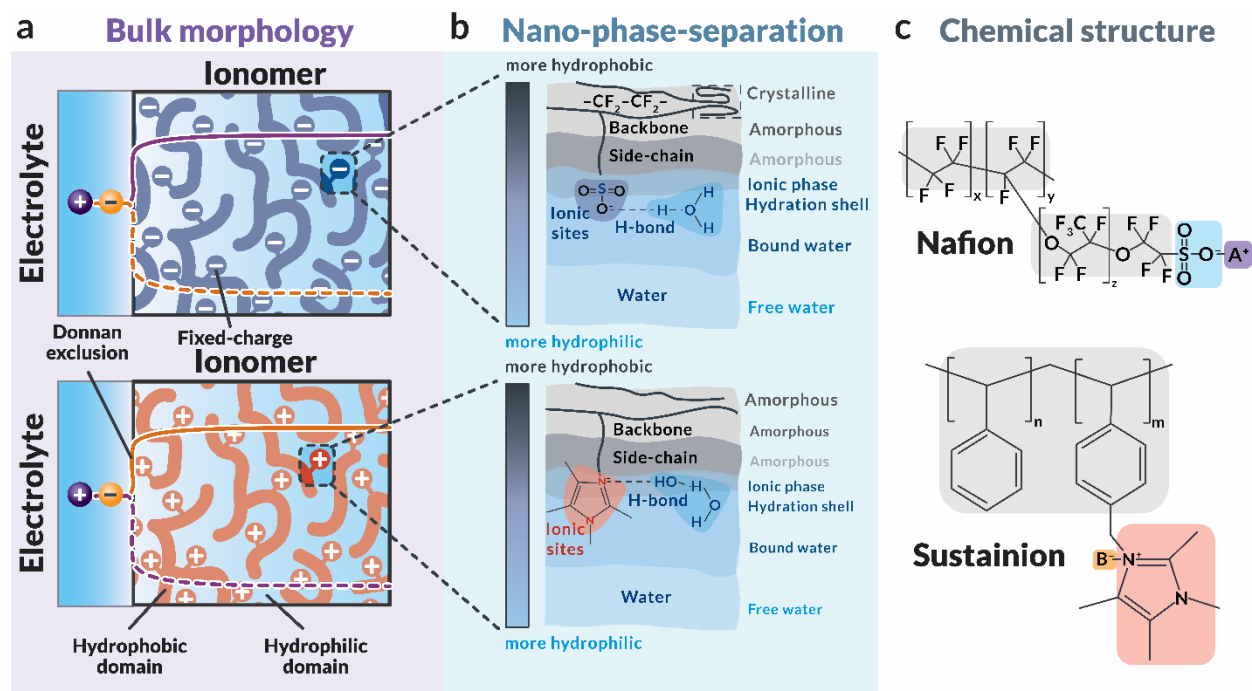 a Bulk morphology
Ionomer
Electrolyte
+ −
Donnan
exclusion
Fixed-charge
Ionomer
Electrolyte
+ −
Hydrophobic
domain
Hydrophilic
domain
b Nano-phase-separation
more hydrophobic
–CF2–CF2–
Crystalline
Backbone
Amorphous
Side-chain
Amorphous
O=S=O
O
H
O
H
H
Ionic
sites
H-bond
Ionic phase
Hydration shell
Bound water
Water
Free water
more hydrophilic
more hydrophobic
Amorphous
Backbone
Amorphous
Side-chain
Amorphous
N+
HO
H
O
H
H-bond
N
Ionic
sites
Ionic phase
Hydration shell
Bound water
Water
Free water
more hydrophilic
c Chemical structure
F F F F
F F x F y
F3C F F F
O O S O− A+
F F z F F O
O
Nafion
n m
Sustainion
B− N+
N